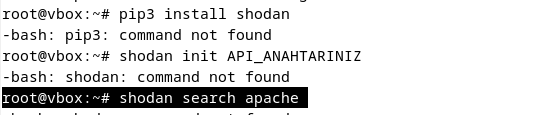 root@vbox:~# pip3 install shodan
-bash: pip3: command not found
root@vbox:~# shodan init API_ANAHTARINIZ
-bash: shodan: command not found
root@vbox:~# shodan search apache